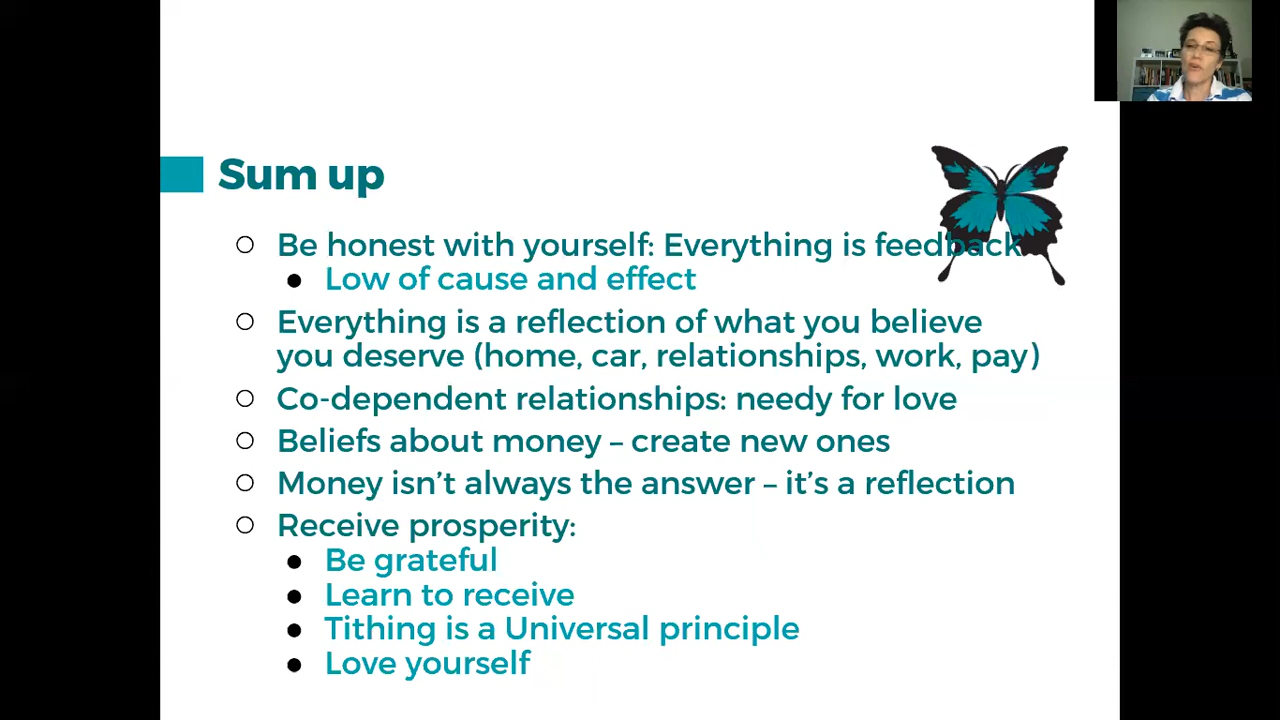 Sum up
Be honest with yourself: Everything is feedback
Low of cause and effect
Everything is a reflection of what you believe
you deserve (home, car, relationships, work, pay)
Co-dependent relationships: needy for love
Beliefs about money – create new ones
Money isn’t always the answer – it’s a reflection
Receive prosperity:
Be grateful
Learn to receive
Tithing is a Universal principle
Love yourself